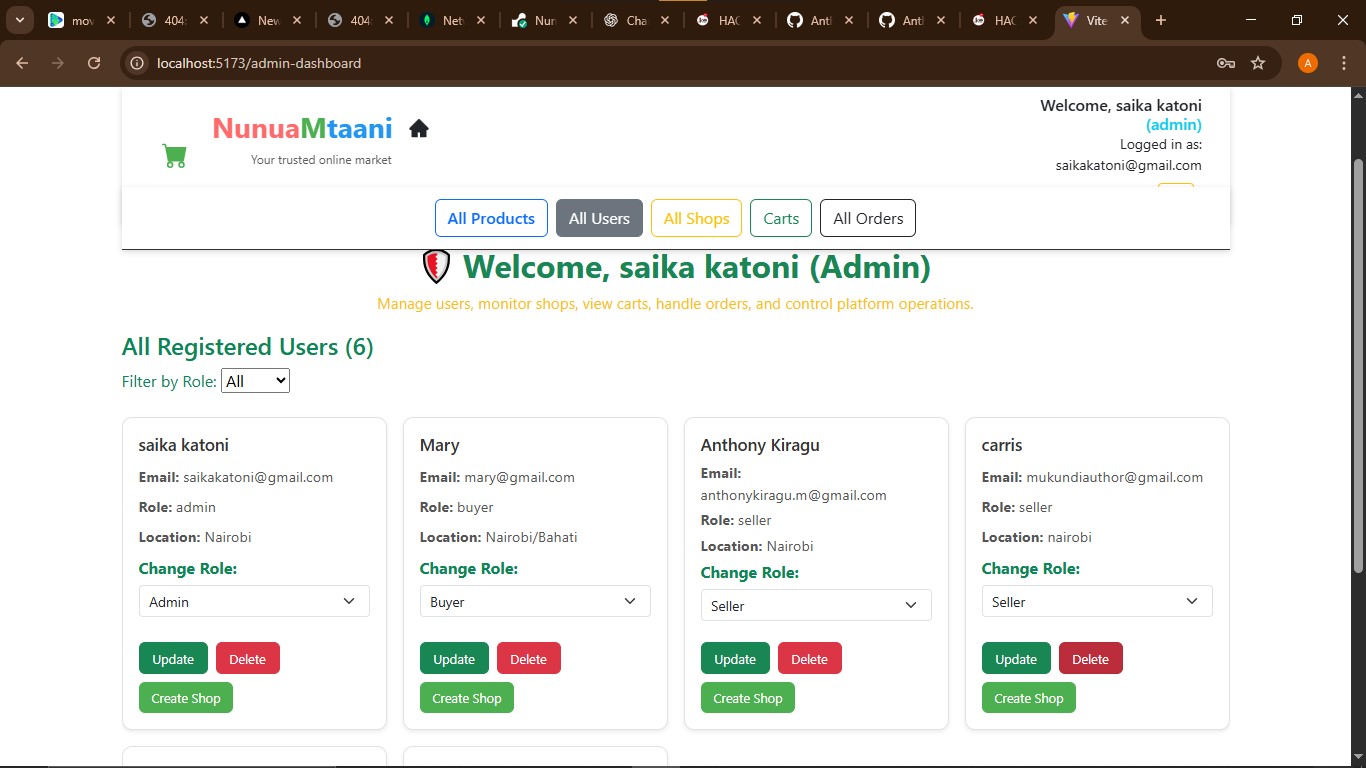 mov
404:
New
404:
Net
Nun
Cha
HAC
Ant
Ant
HAC
Vite
localhost:5173/admin-dashboard
A
NunuaMtaani
Your trusted online market
Welcome, saika katoni
(admin)
Logged in as:
saikakatoni@gmail.com
All Products
All Users
All Shops
Carts
All Orders
Welcome, saika katoni (Admin)
Manage users, monitor shops, view carts, handle orders, and control platform operations.
All Registered Users (6)
Filter by Role: All
saika katoni
Email: saikakatoni@gmail.com
Role: admin
Location: Nairobi
Change Role:
Admin
Update Delete
Create Shop
Mary
Email: mary@gmail.com
Role: buyer
Location: Nairobi/Bahati
Change Role:
Buyer
Update Delete
Create Shop
Anthony Kiragu
Email:
anthonykiragu.m@gmail.com
Role: seller
Location: Nairobi
Change Role:
Seller
Update Delete
Create Shop
carris
Email: mukundiauthor@gmail.com
Role: seller
Location: nairobi
Change Role:
Seller
Update Delete
Create Shop